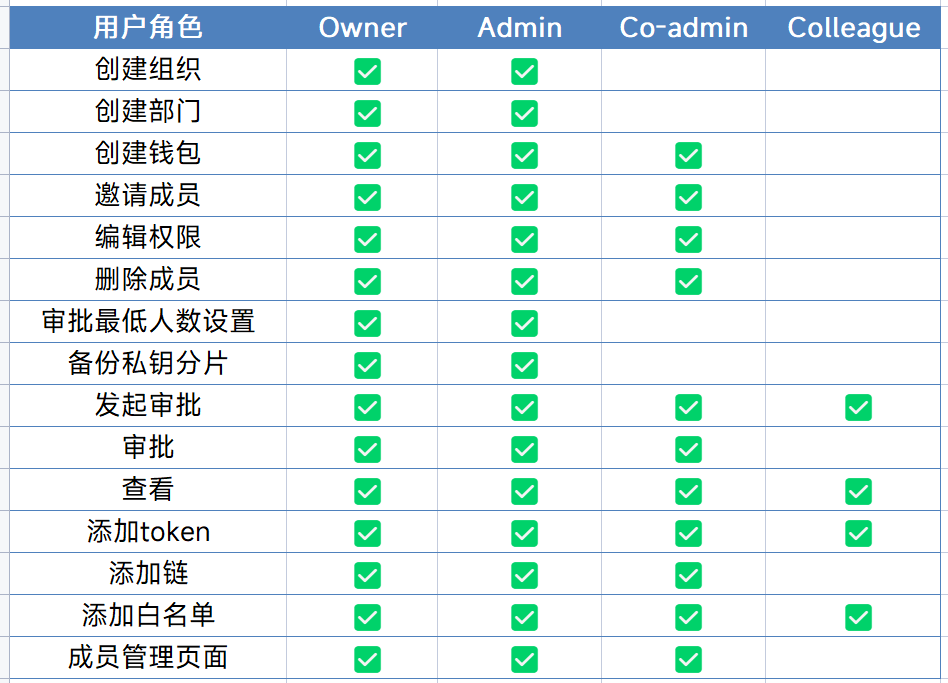 用户角色 Owner Admin Co-admin Colleague
创建组织 ✅ ✅
创建部门 ✅ ✅
创建钱包 ✅ ✅ ✅
邀请成员 ✅ ✅ ✅
编辑权限 ✅ ✅ ✅
删除成员 ✅ ✅ ✅
审批最低人数设置 ✅ ✅
备份私钥分片 ✅ ✅
发起审批 ✅ ✅ ✅ ✅
审批 ✅ ✅ ✅
查看 ✅ ✅ ✅ ✅
添加token ✅ ✅ ✅ ✅
添加链 ✅ ✅ ✅
添加白名单 ✅ ✅ ✅ ✅
成员管理页面 ✅ ✅ ✅